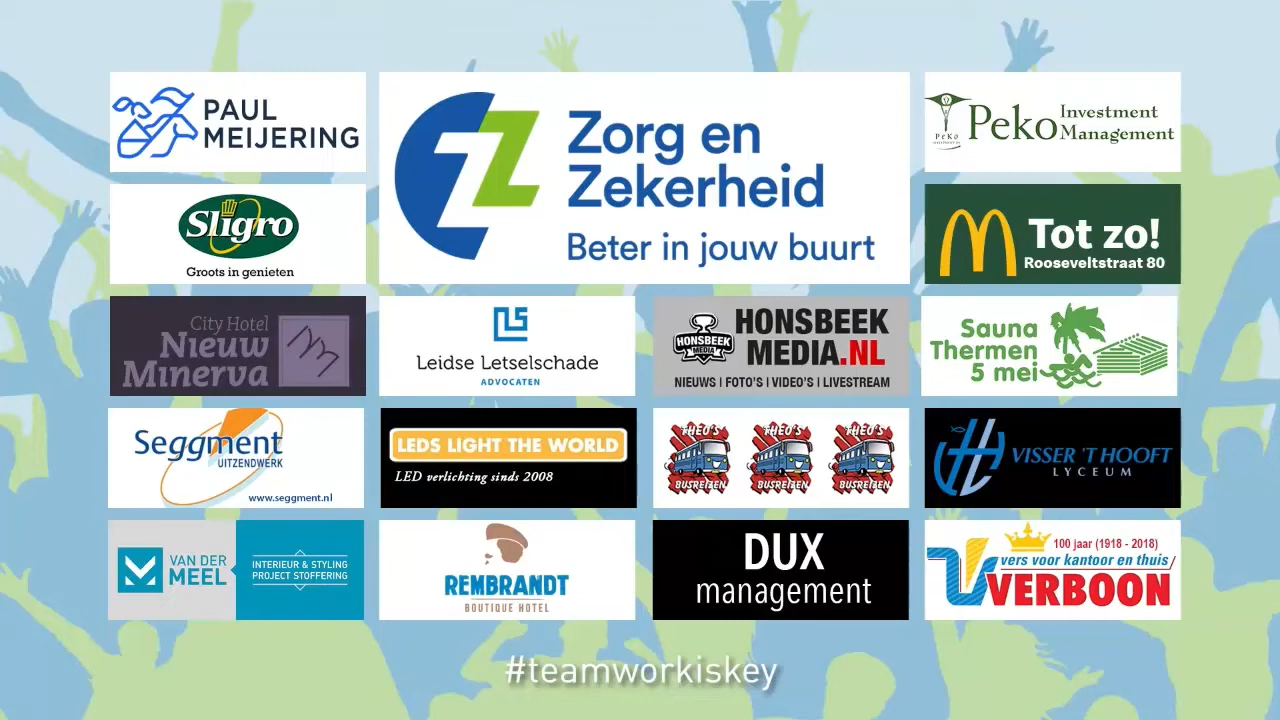 PAUL
MEIJERING
Zorg en
Zekerheid
Beter in jouw buurt
PeKo
Peko Investment
Management
Sligro
Groots in genieten
Tot zo!
Rooseveltstraat 80
City Hotel
Nieuw
Minerva
Leidse Letselschade
ADVOCATEN
HONSBEEK
MEDIA
HONSBEEK
MEDIA.NL
NIEUWS | FOTO'S | VIDEO'S | LIVESTREAM
Sauna
Thermen
5 mei
Seggment
UITZENDWERK
www.seggment.nl
LEDS LIGHT THE WORLD
LED verlichting sinds 2008
THEO'S
BUSREIZEN
THEO'S
BUSREIZEN
THEO'S
BUSREIZEN
VISSER 'T HOOFT
LYCEUM
VAN DER
MEEL
INTERIEUR & STYLING
PROJECT STOFFERING
REMBRANDT
BOUTIQUE HOTEL
DUX
management
100 jaar (1918 - 2018)
vers voor kantoor en thuis
VERBOON
#teamworkiskey